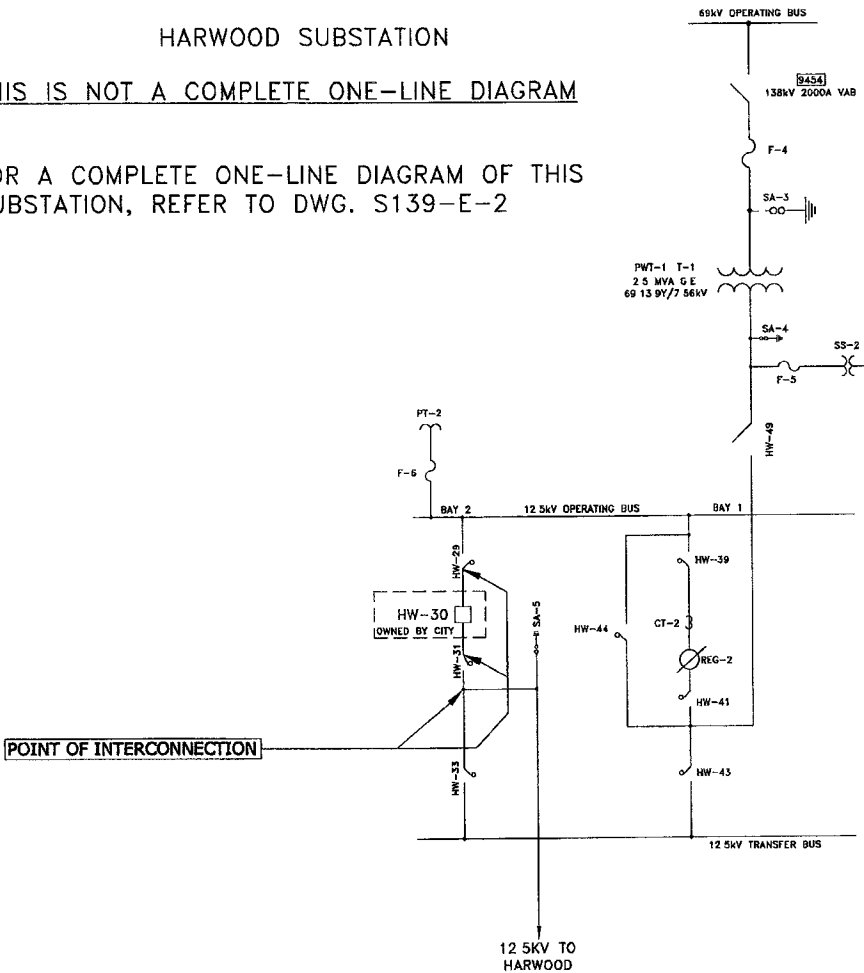 HARWOOD SUBSTATION
HIS IS NOT A COMPLETE ONE-LINE DIAGRAM
OR A COMPLETE ONE-LINE DIAGRAM OF THIS
UBSTATION, REFER TO DWG. S139-E-2
69kV OPERATING BUS
9454
138kV 2000A VAB
F-4
SA-3
PWT-1 T-1
2 5 MVA G E
69 13 9Y/7 56kV
SA-4
SS-2
F-5
HW-49
PT-2
F-6
BAY 2
12 5kV OPERATING BUS
BAY 1
HW-29
HW-39
HW-30
OWNED BY CITY
SA-5
HW-44
CT-2
REG-2
HW-31
HW-41
POINT OF INTERCONNECTION
HW-33
HW-43
12 5kV TRANSFER BUS
12 5KV TO
HARWOOD